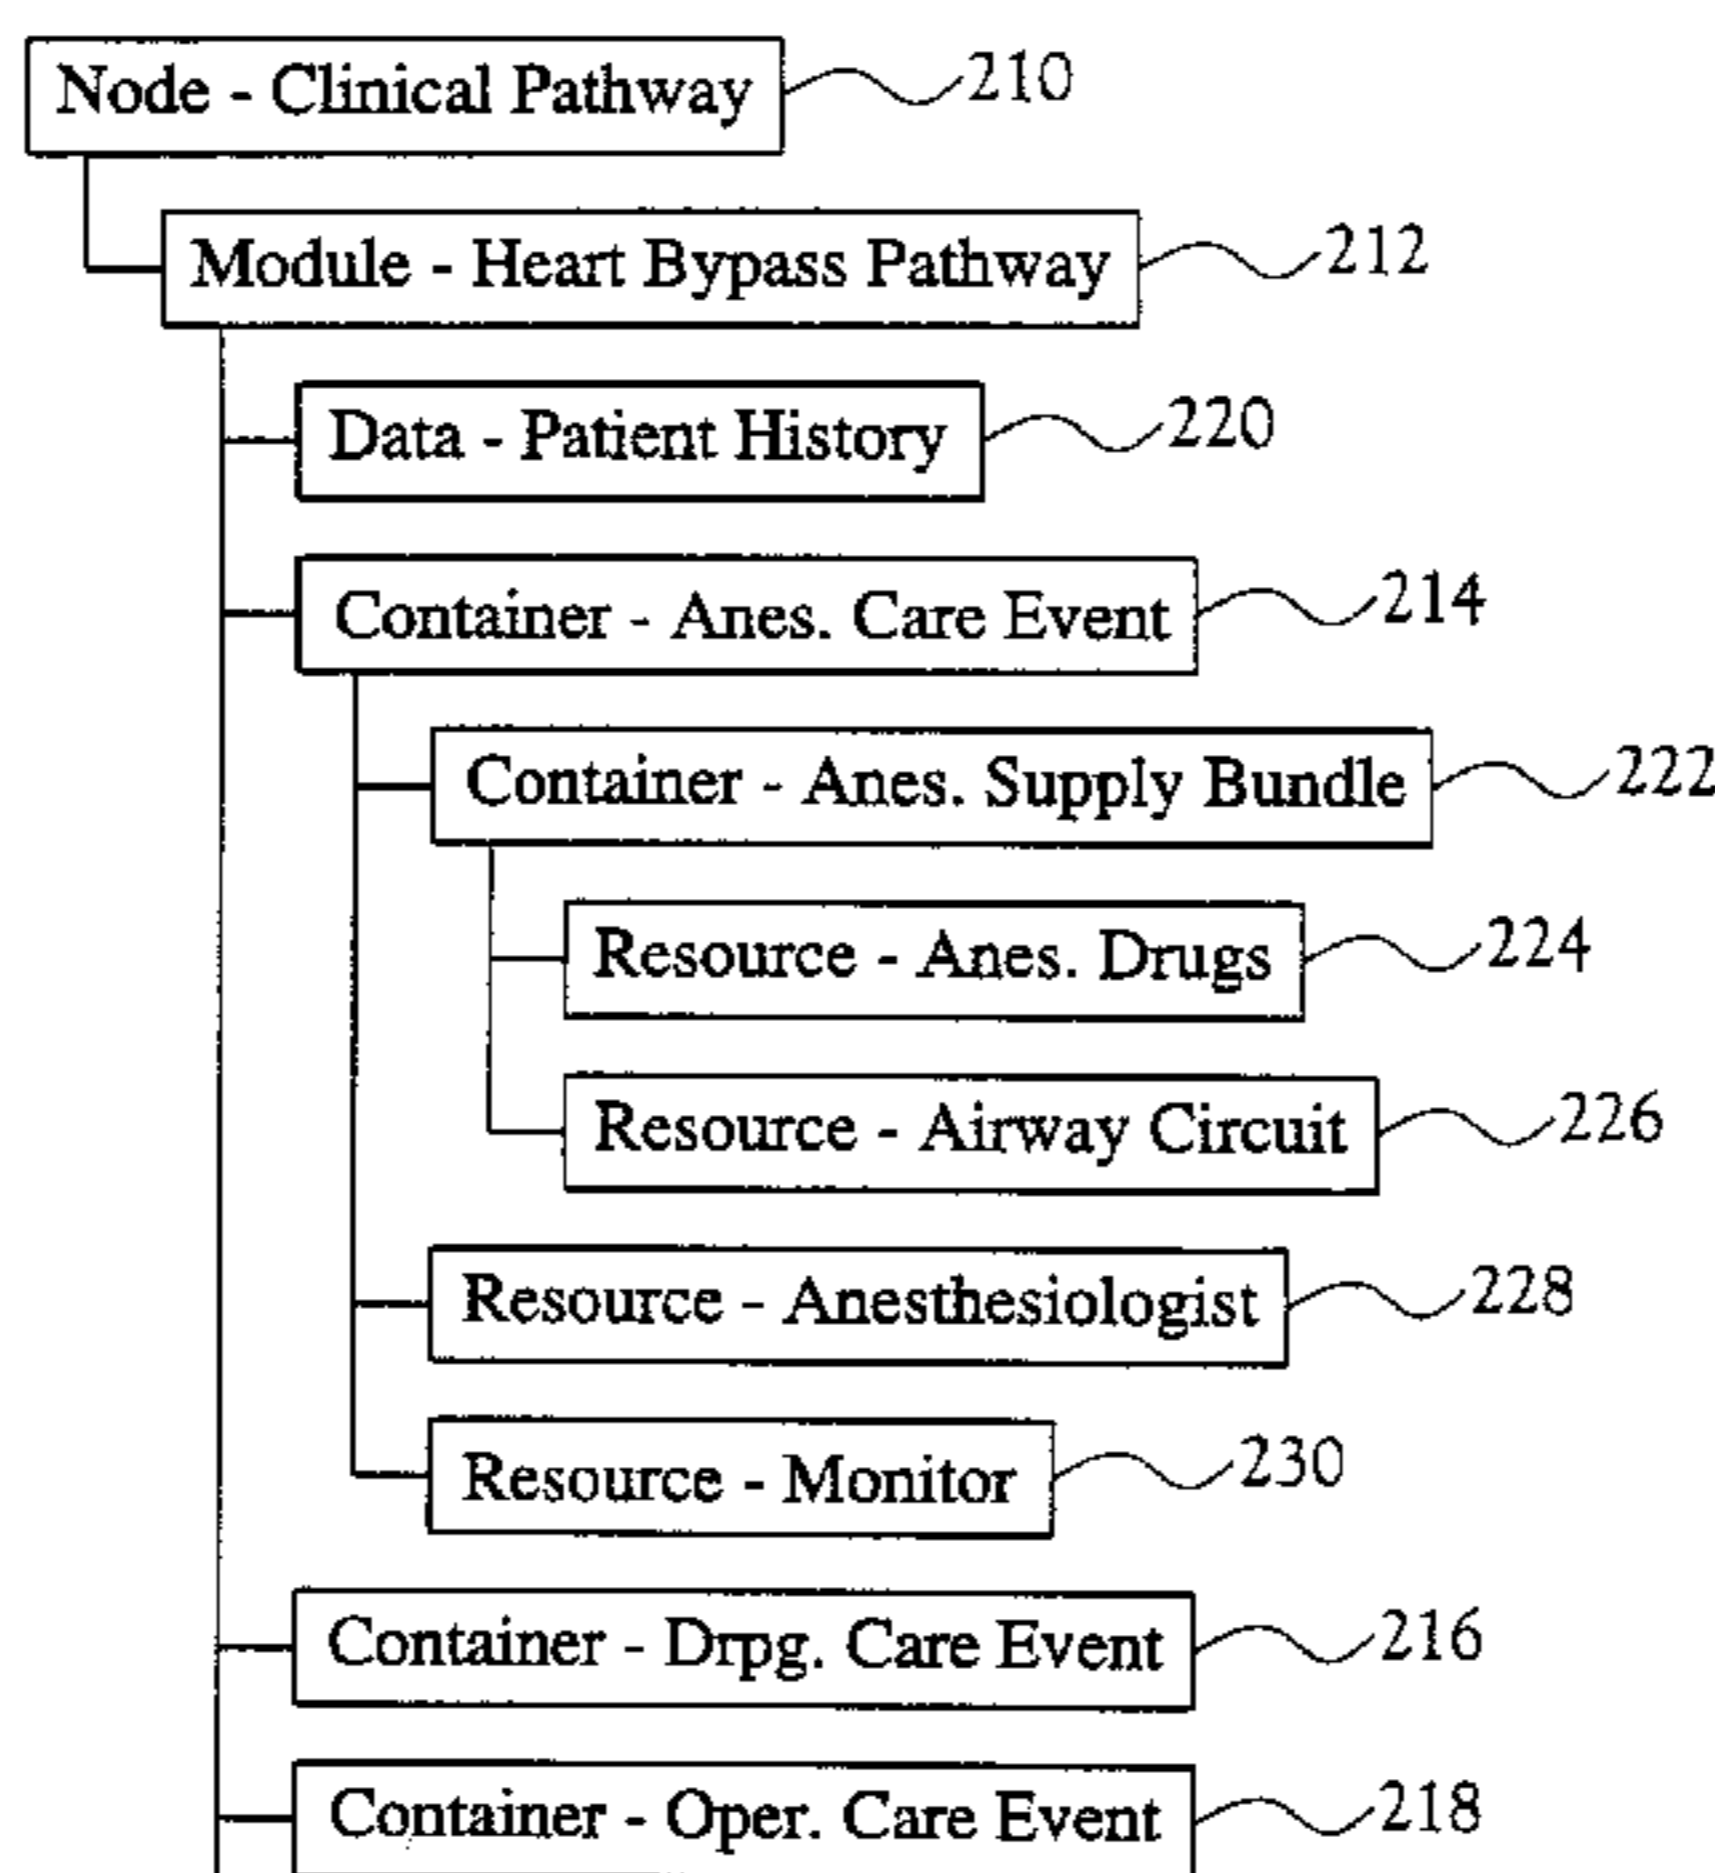 Node - Clinical Pathway 210
Module - Heart Bypass Pathway 212
Data - Patient History 220
Container - Anes. Care Event 214
Container - Anes. Supply Bundle 222
Resource - Anes. Drugs 224
Resource - Airway Circuit 226
Resource - Anesthesiologist 228
Resource - Monitor 230
Container - Drpg. Care Event 216
Container - Oper. Care Event 218